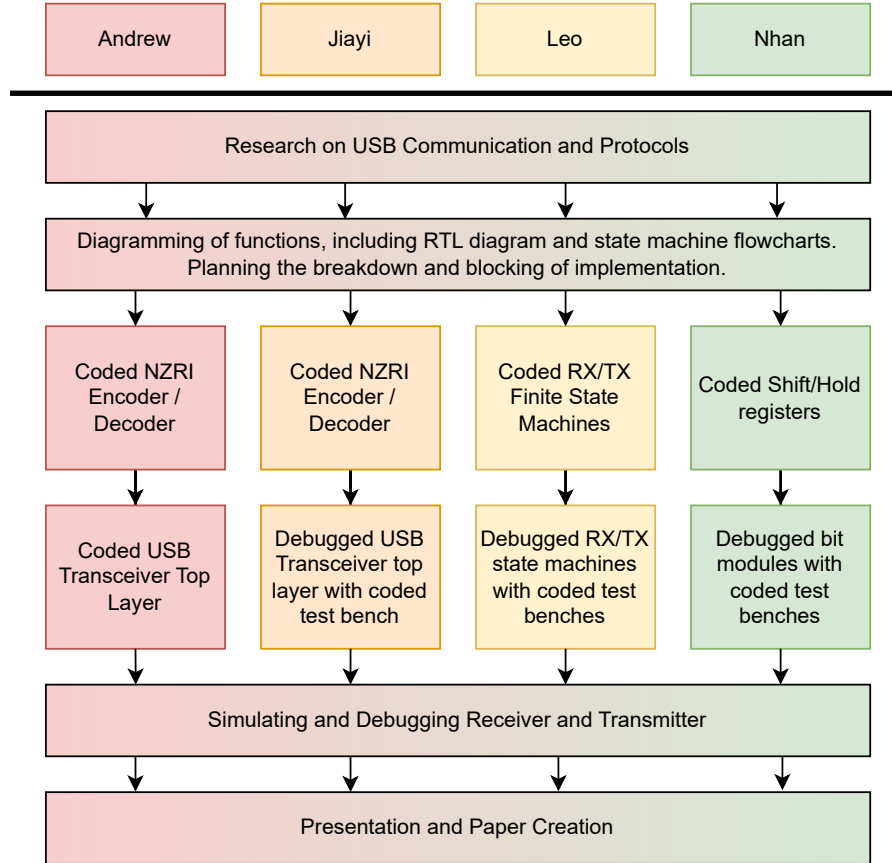 Andrew
Jiayi
Leo
Nhan
Research on USB Communication and Protocols
Diagramming of functions, including RTL diagram and state machine flowcharts.
Planning the breakdown and blocking of implementation.
Coded NZRI
Encoder /
Decoder
Coded NZRI
Encoder /
Decoder
Coded RX/TX
Finite State
Machines
Coded Shift/Hold
registers
Coded USB
Transceiver Top
Layer
Debugged USB
Transceiver top
layer with coded
test bench
Debugged RX/TX
state machines
with coded test
benches
Debugged bit
modules with
coded test
benches
Simulating and Debugging Receiver and Transmitter
Presentation and Paper Creation